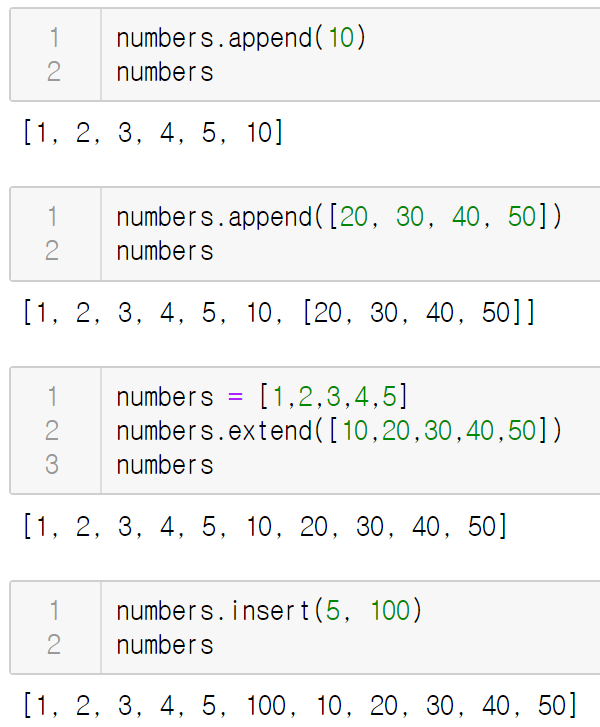 1 numbers.append(10)
2 numbers
[1, 2, 3, 4, 5, 10]
1 numbers.append([20, 30, 40, 50])
2 numbers
[1, 2, 3, 4, 5, 10, [20, 30, 40, 50]]
1 numbers = [1,2,3,4,5]
2 numbers.extend([10,20,30,40,50])
3 numbers
[1, 2, 3, 4, 5, 10, 20, 30, 40, 50]
1 numbers.insert(5, 100)
2 numbers
[1, 2, 3, 4, 5, 100, 10, 20, 30, 40, 50]